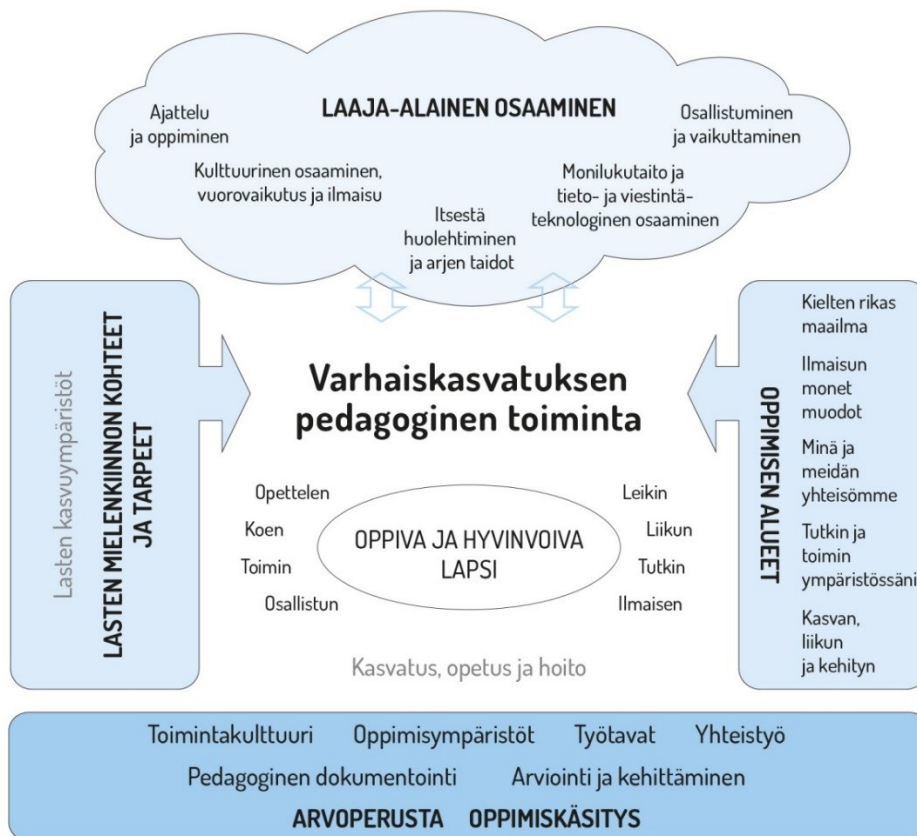 LAAJA-ALAINEN OSAAMINEN
Ajattelu
ja oppiminen
Kulttuurinen osaaminen,
vuorovaikutus ja ilmaisu
Itsestä
huolehtiminen
ja arjen taidot
Monilukutaito ja
tieto- ja viestintä-
teknologinen osaaminen
Osallistuminen
ja vaikuttaminen
Lasten kasvuympäristöt
LASTEN MIELENKIINNON KOHTEET
JA TARPEET
Varhaiskasvatuksen
pedagoginen toiminta
Opettelen
Koen
Toimin
Osallistun
OPPIVA JA HYVINVOIVA
LAPSI
Leikin
Liikun
Tutkin
Ilmaisen
Kasvatus, opetus ja hoito
OPPIMISEN ALUEET
Kielten rikas
maailma
Ilmaisun
monet
muodot
Minä ja
meidän
yhteisömme
Tutkin ja
toimin
ympäristössäni
Kasvan,
liikun
ja kehityn
Toimintakulttuuri Oppimisympäristöt Työtavat Yhteistyö
Pedagoginen dokumentointi Arviointi ja kehittäminen
ARVOPERUSTA OPPIMISKÄSITYS